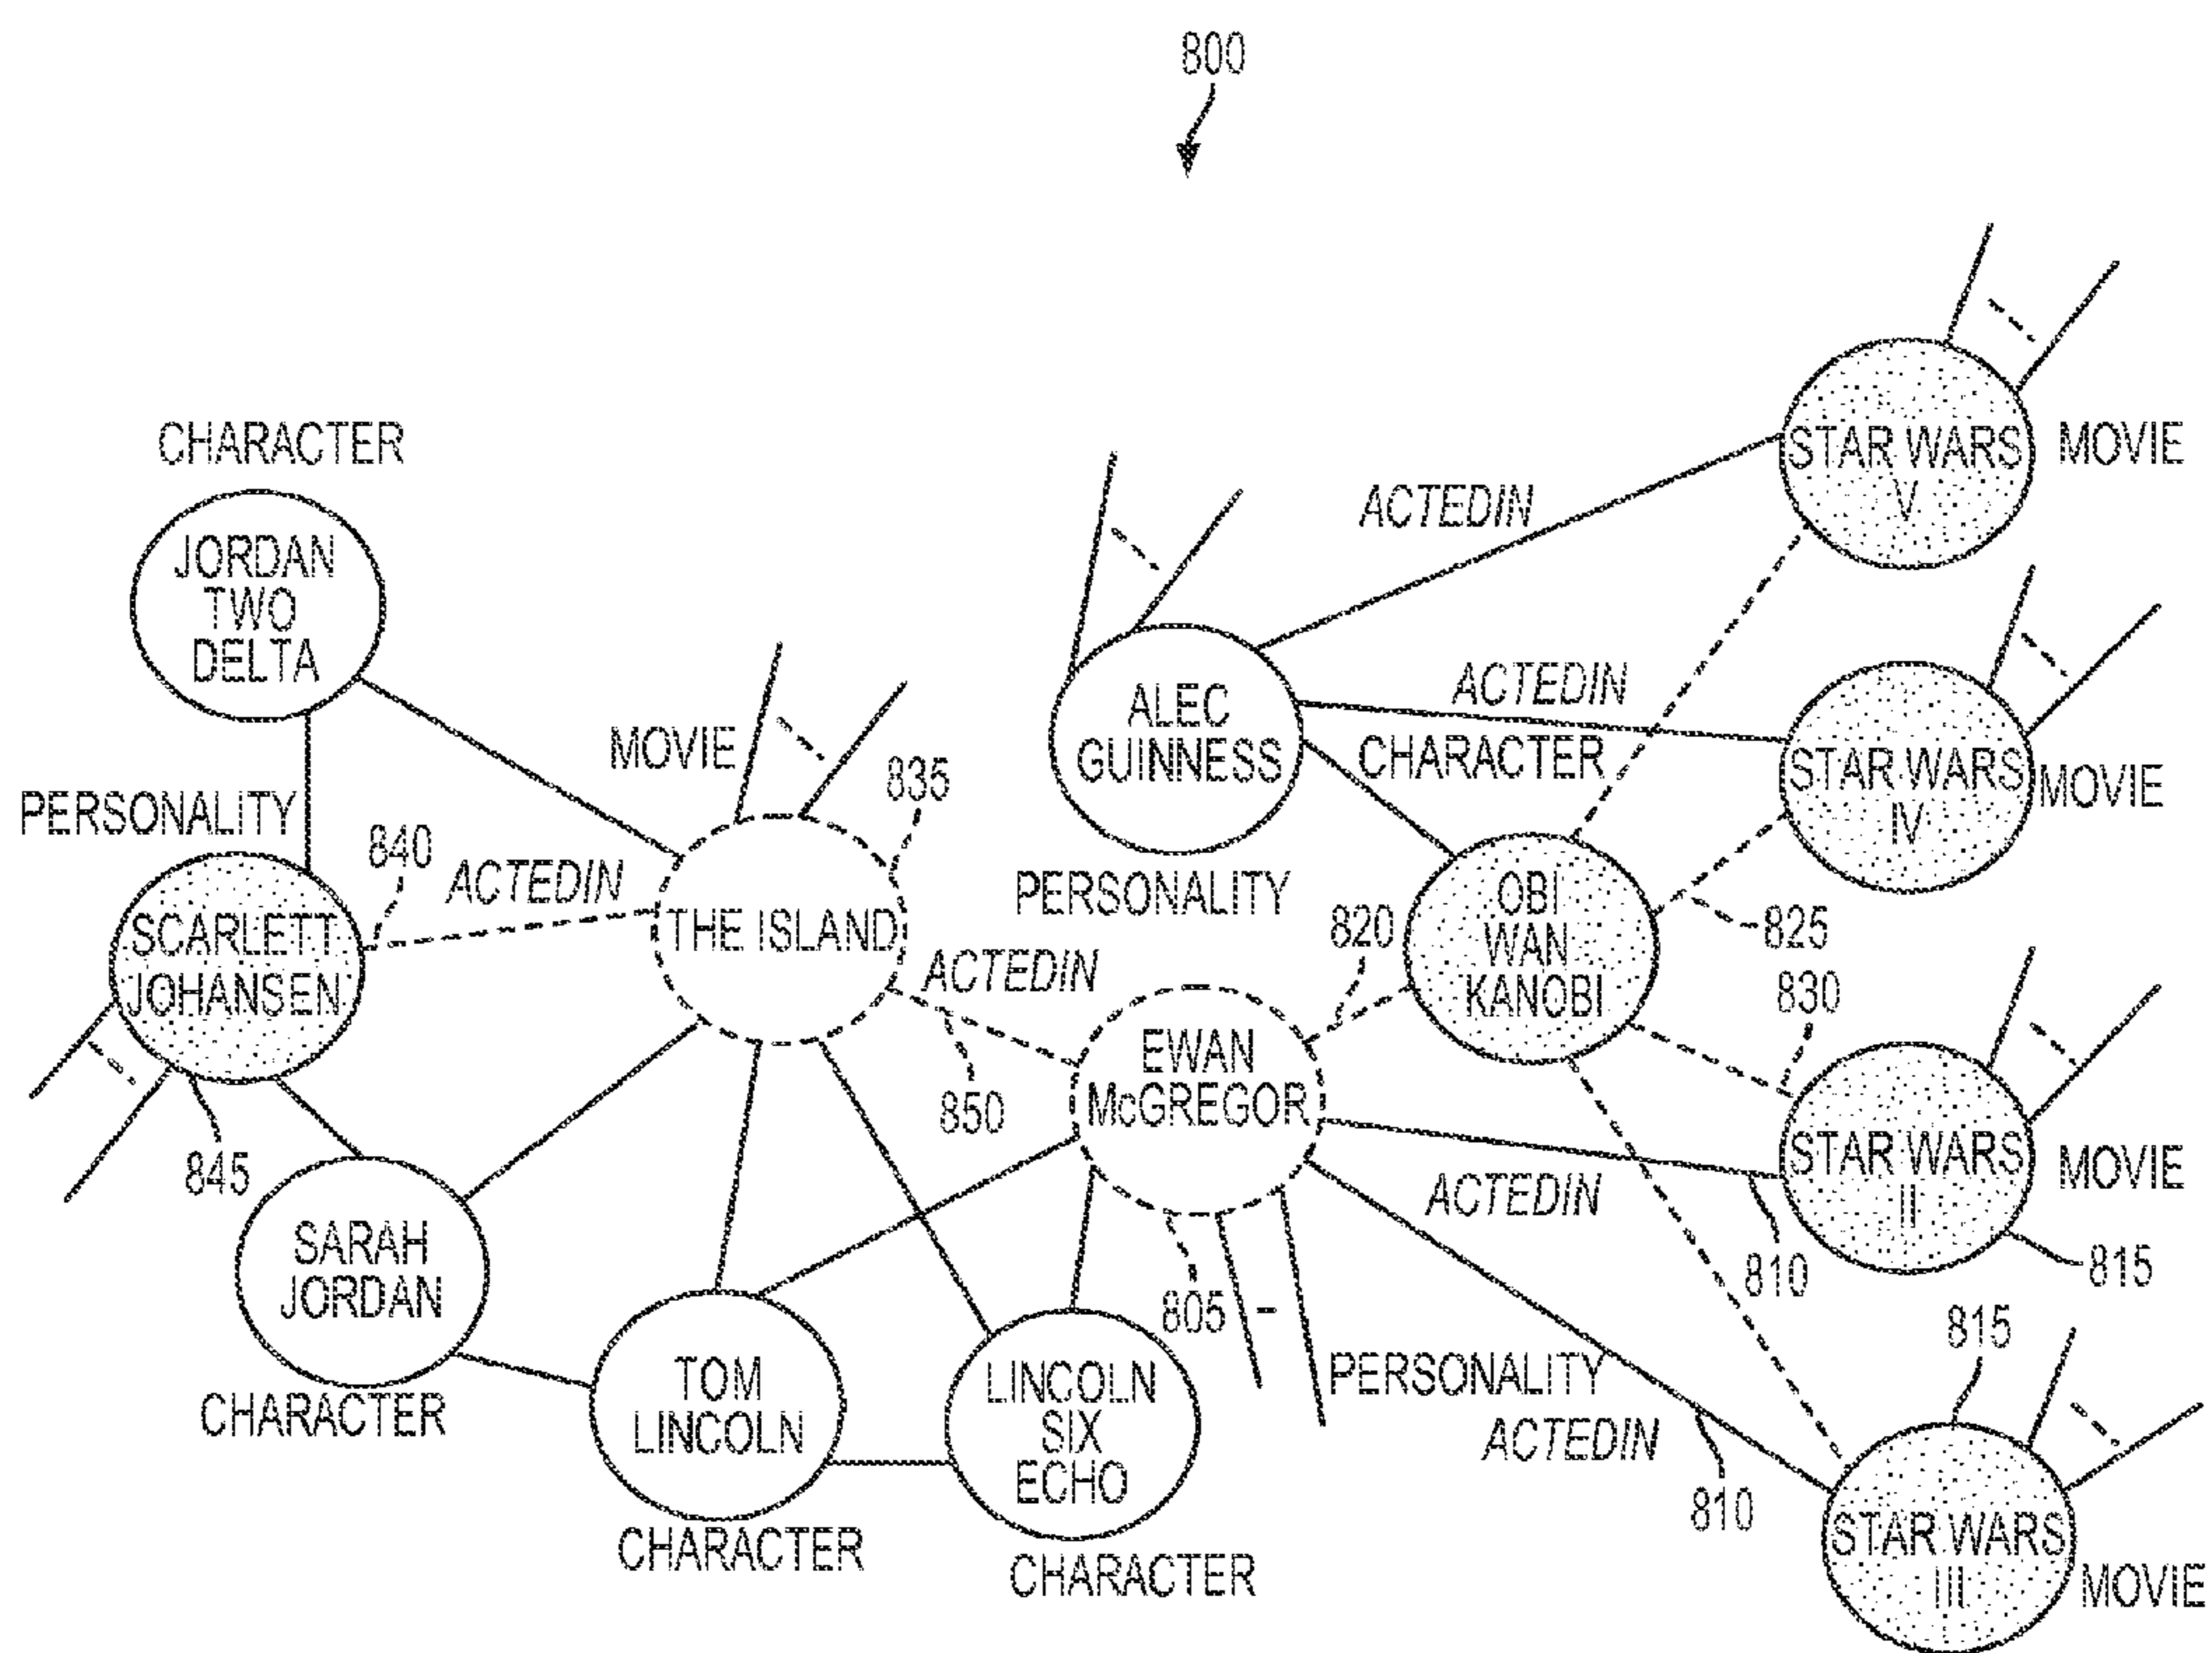 800
CHARACTER
JORDAN
TWO
DELTA
PERSONALITY
840
ACTEDIN
SCARLETT
JOHANSEN
845
MOVIE
835
THE ISLAND
ACTEDIN
850
SARAH
JORDAN
CHARACTER
TOM
LINCOLN
CHARACTER
LINCOLN
SIX
ECHO
CHARACTER
ALEC
GUINNESS
PERSONALITY
ACTEDIN
ACTEDIN
CHARACTER
820
OBI
WAN
KANOBI
825
830
EWAN
McGREGOR
805
PERSONALITY
ACTEDIN
810
ACTEDIN
810
STAR WARS
V
MOVIE
STAR WARS
IV
MOVIE
STAR WARS
II
MOVIE
815
815
STAR WARS
III
MOVIE